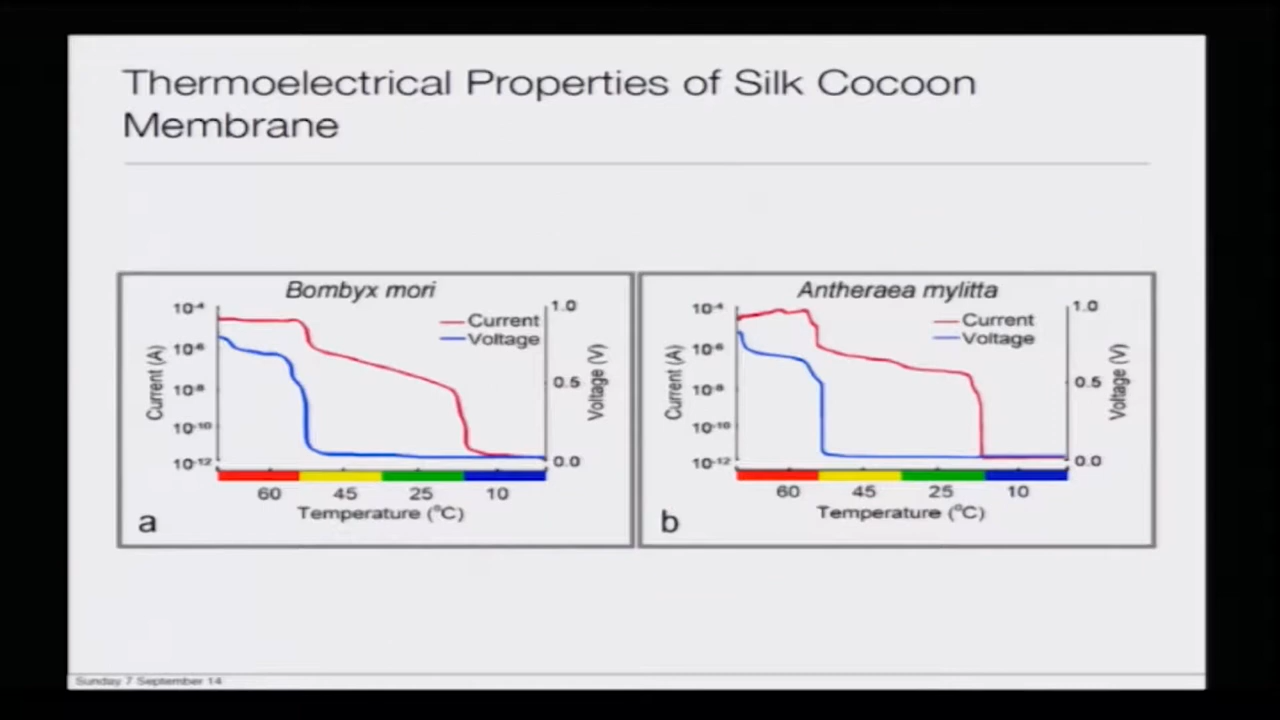 Thermoelectrical Properties of Silk Cocoon
Membrane
Bombyx mori
10⁻⁴
10⁻⁶
10⁻⁸
10⁻¹⁰
10⁻¹²
Current (A)
Current
Voltage
1.0
0.5
0.0
Voltage (V)
60 45 25 10
Temperature (°C)
a
Antheraea mylitta
10⁻⁴
10⁻⁶
10⁻⁸
10⁻¹⁰
10⁻¹²
Current (A)
Current
Voltage
1.0
0.5
0.0
Voltage (V)
60 45 25 10
Temperature (°C)
b
Sunday 7 September 14